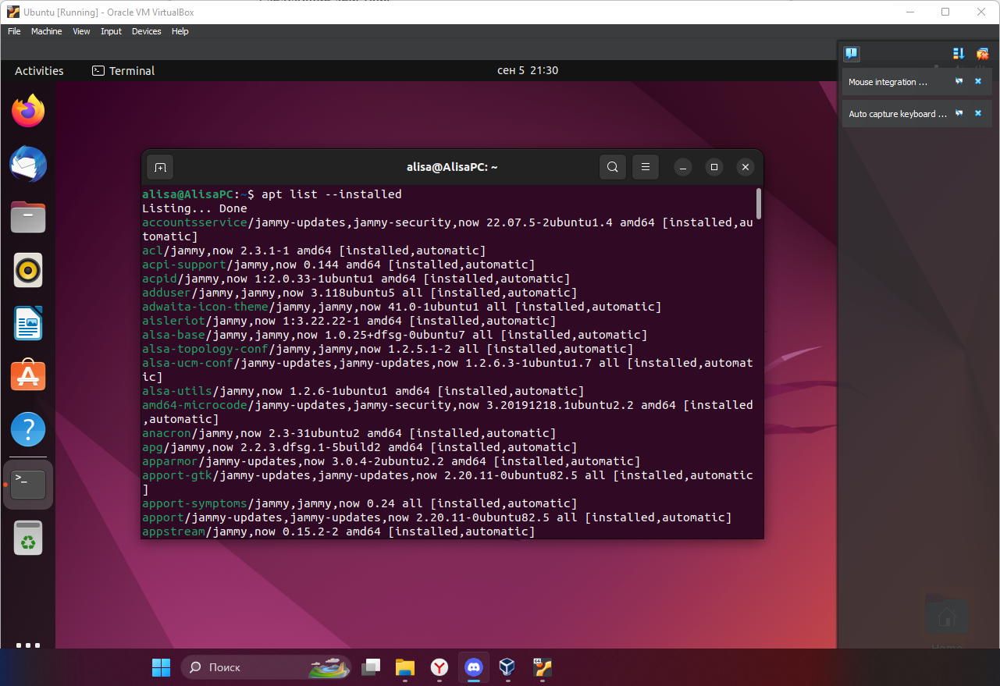 Ubuntu [Running] - Oracle VM VirtualBox
File Machine View Input Devices Help
Activities
Terminal
сен 5 21:30
Mouse integration ...
Auto capture keyboard ...
alisa@AlisaPC: ~
alisa@AlisaPC:~$ apt list --installed
Listing... Done
accountsservice/jammy-updates,jammy-security,now 22.07.5-2ubuntu1.4 amd64 [installed,au
tomatic]
acl/jammy,now 2.3.1-1 amd64 [installed,automatic]
acpi-support/jammy,now 0.144 amd64 [installed,automatic]
acpid/jammy,now 1:2.0.33-1ubuntu1 amd64 [installed,automatic]
adduser/jammy,jammy,now 3.118ubuntu5 all [installed,automatic]
adwaita-icon-theme/jammy,jammy,now 41.0-1ubuntu1 all [installed,automatic]
aisleriot/jammy,now 1:3.22.22-1 amd64 [installed,automatic]
alsa-base/jammy,jammy,now 1.0.25+dfsg-0ubuntu7 all [installed,automatic]
alsa-topology-conf/jammy,jammy,now 1.2.5.1-2 all [installed,automatic]
alsa-ucm-conf/jammy-updates,jammy-updates,now 1.2.6.3-1ubuntu1.7 all [installed,automat
ic]
alsa-utils/jammy,now 1.2.6-1ubuntu1 amd64 [installed,automatic]
amd64-microcode/jammy-updates,jammy-security,now 3.20191218.1ubuntu2.2 amd64 [installed
,automatic]
anacron/jammy,now 2.3-31ubuntu2 amd64 [installed,automatic]
apg/jammy,now 2.2.3.dfsg.1-5build2 amd64 [installed,automatic]
apparmor/jammy-updates,now 3.0.4-2ubuntu2.2 amd64 [installed,automatic]
apport-gtk/jammy-updates,jammy-updates,now 2.20.11-0ubuntu82.5 all [installed,automatic
]
apport-symptoms/jammy,jammy,now 0.24 all [installed,automatic]
apport/jammy-updates,jammy-updates,now 2.20.11-0ubuntu82.5 all [installed,automatic]
appstream/jammy,now 0.15.2-2 amd64 [installed,automatic]
Home
Поиск